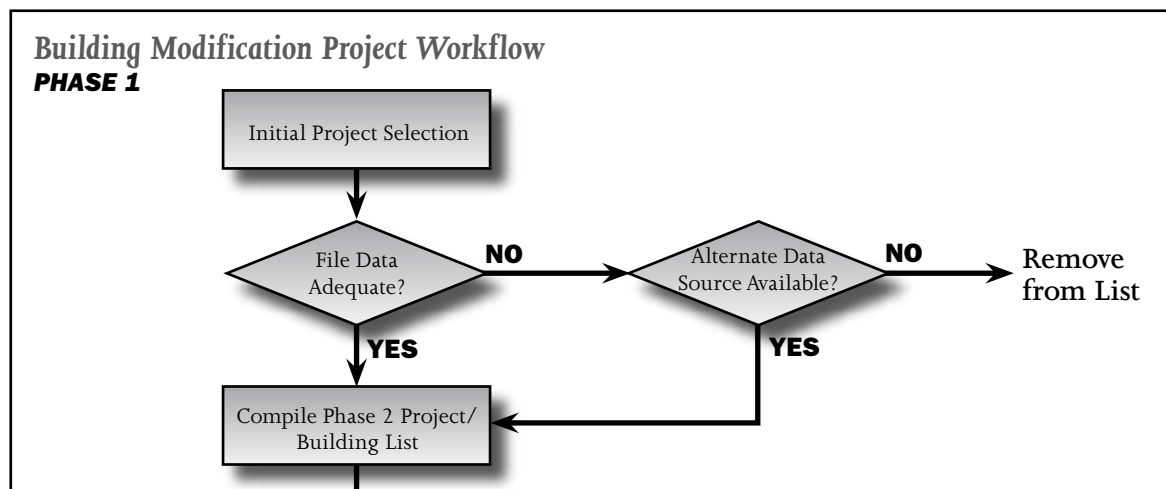 Building Modification Project Workflow
PHASE 1
Initial Project Selection
File Data
Adequate?
NO
Alternate Data
Source Available?
NO
Remove
from List
YES
YES
Compile Phase 2 Project/
Building List